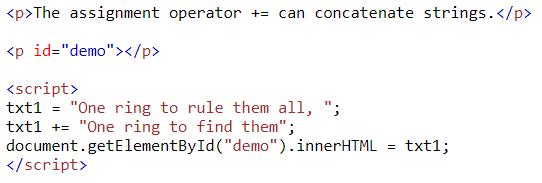 <p>The assignment operator += can concatenate strings.</p>
<p id="demo"></p>
<script>
txt1 = "One ring to rule them all, ";
txt1 += "One ring to find them";
document.getElementById("demo").innerHTML = txt1;
</script>